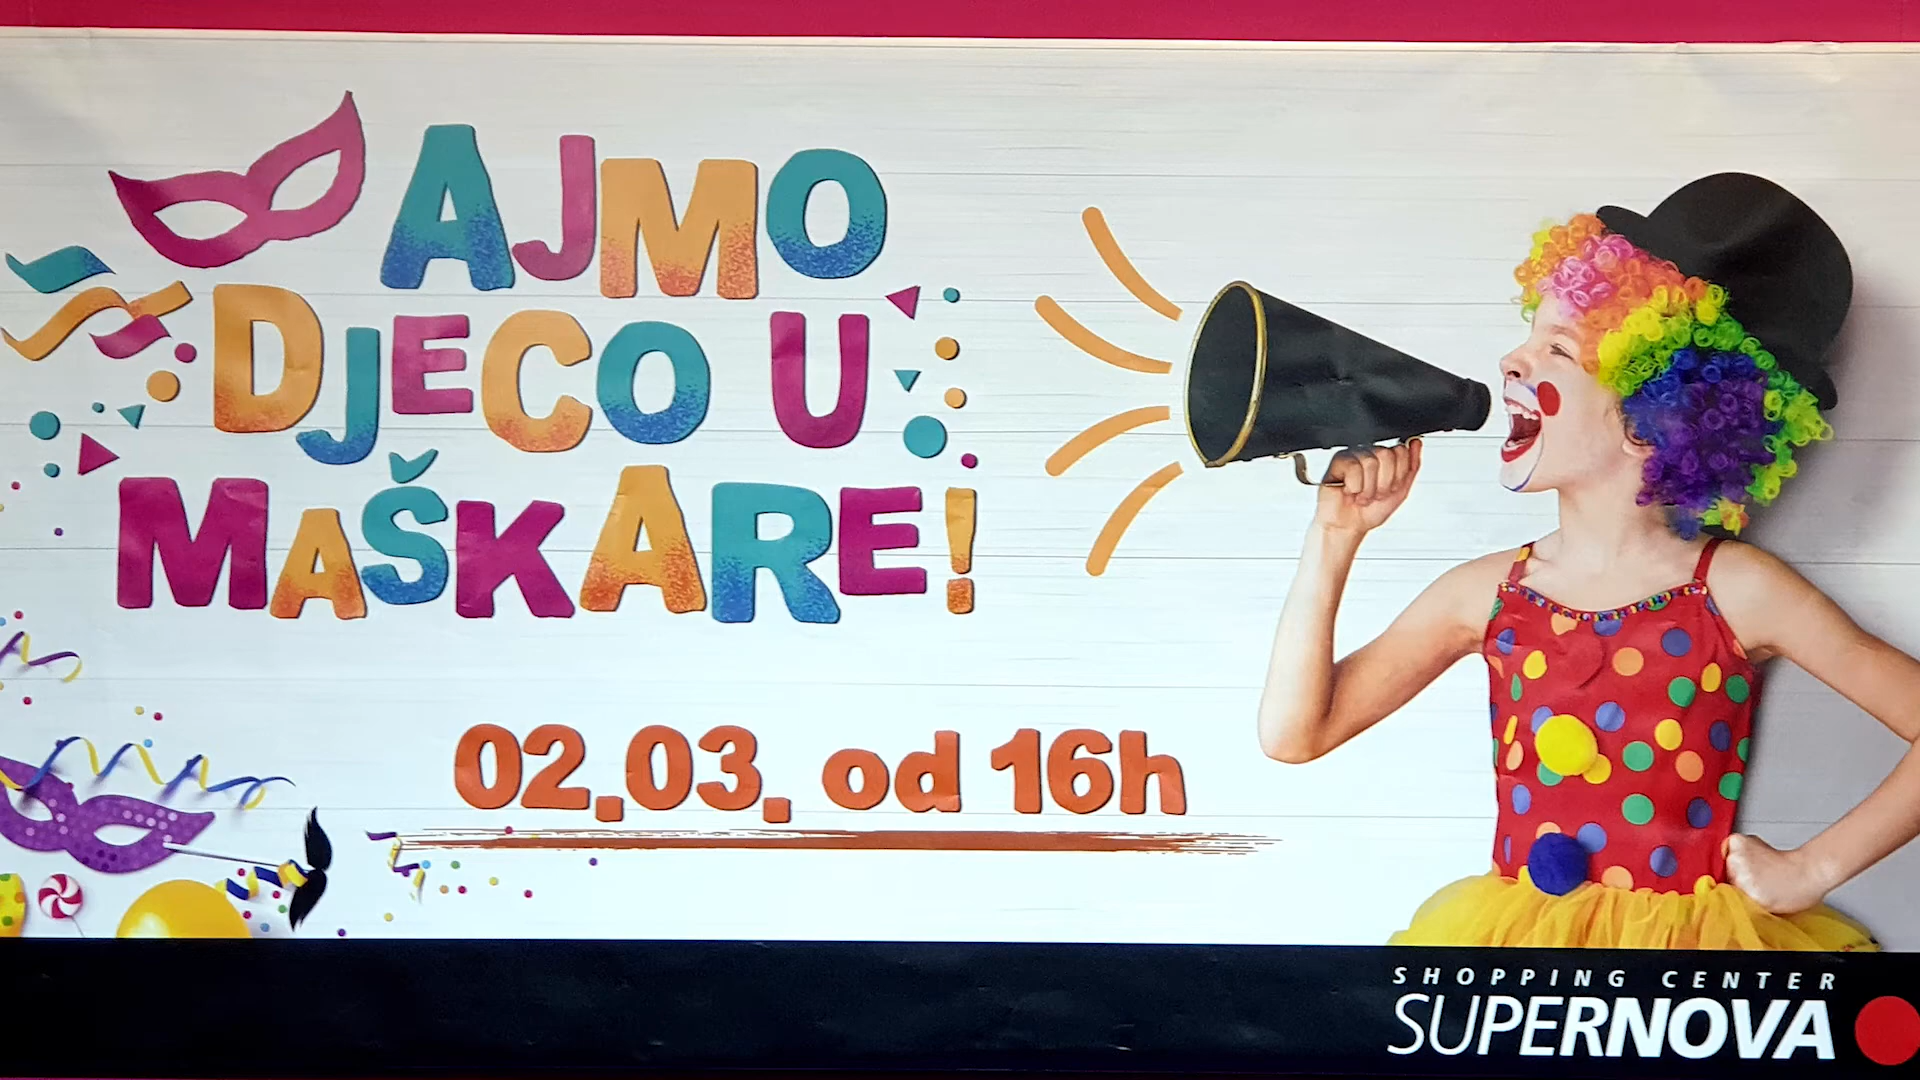 AJMO
DJECO U
MAŠKARE!
02.03. od 16h
SHOPPING CENTER
SUPERNOVA